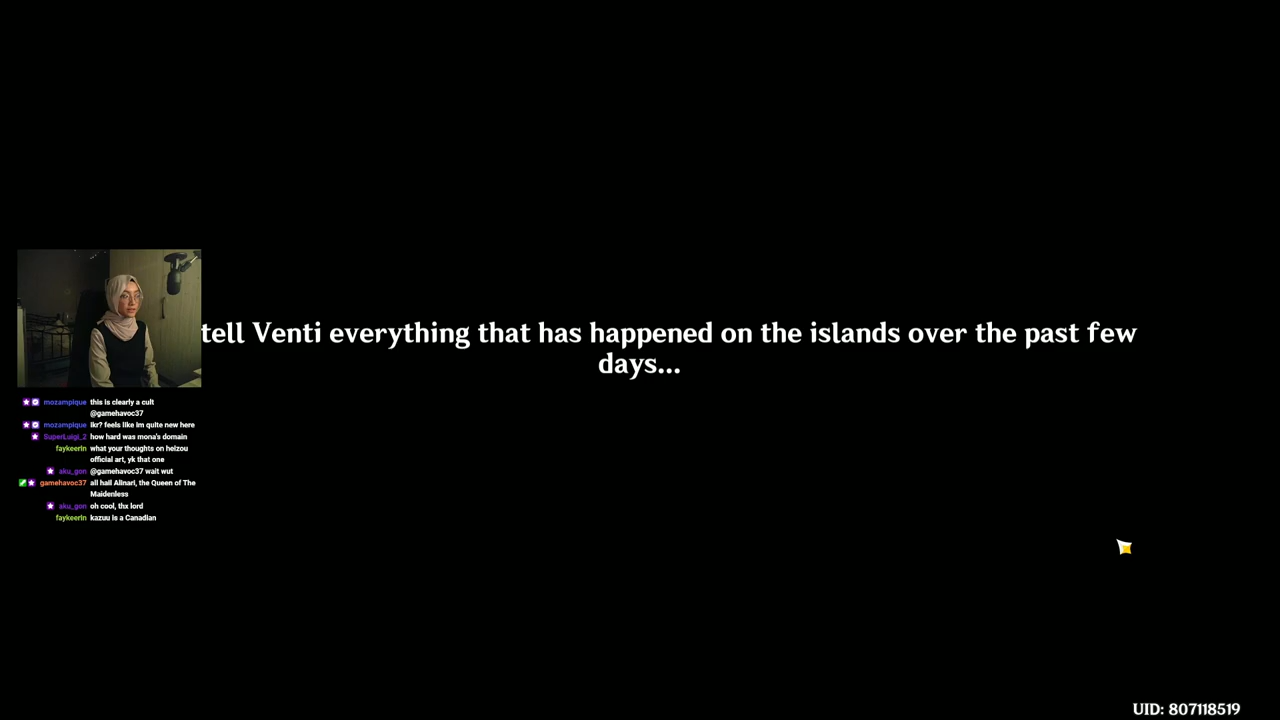 tell Venti everything that has happened on the islands over the past few
days...
mozampique this is clearly a cult
@gamehavoc37
mozampique ikr? feels like im quite new here
SuperLuigi_2 how hard was mona's domain
faykeerin what your thoughts on heizou
official art, yk that one
aku_gon @gamehavoc37 wait wut
gamehavoc37 all hail Alinari, the Queen of The
Maidenless
aku_gon oh cool, thx lord
faykeerin kazuu is a Canadian
UID: 807118519